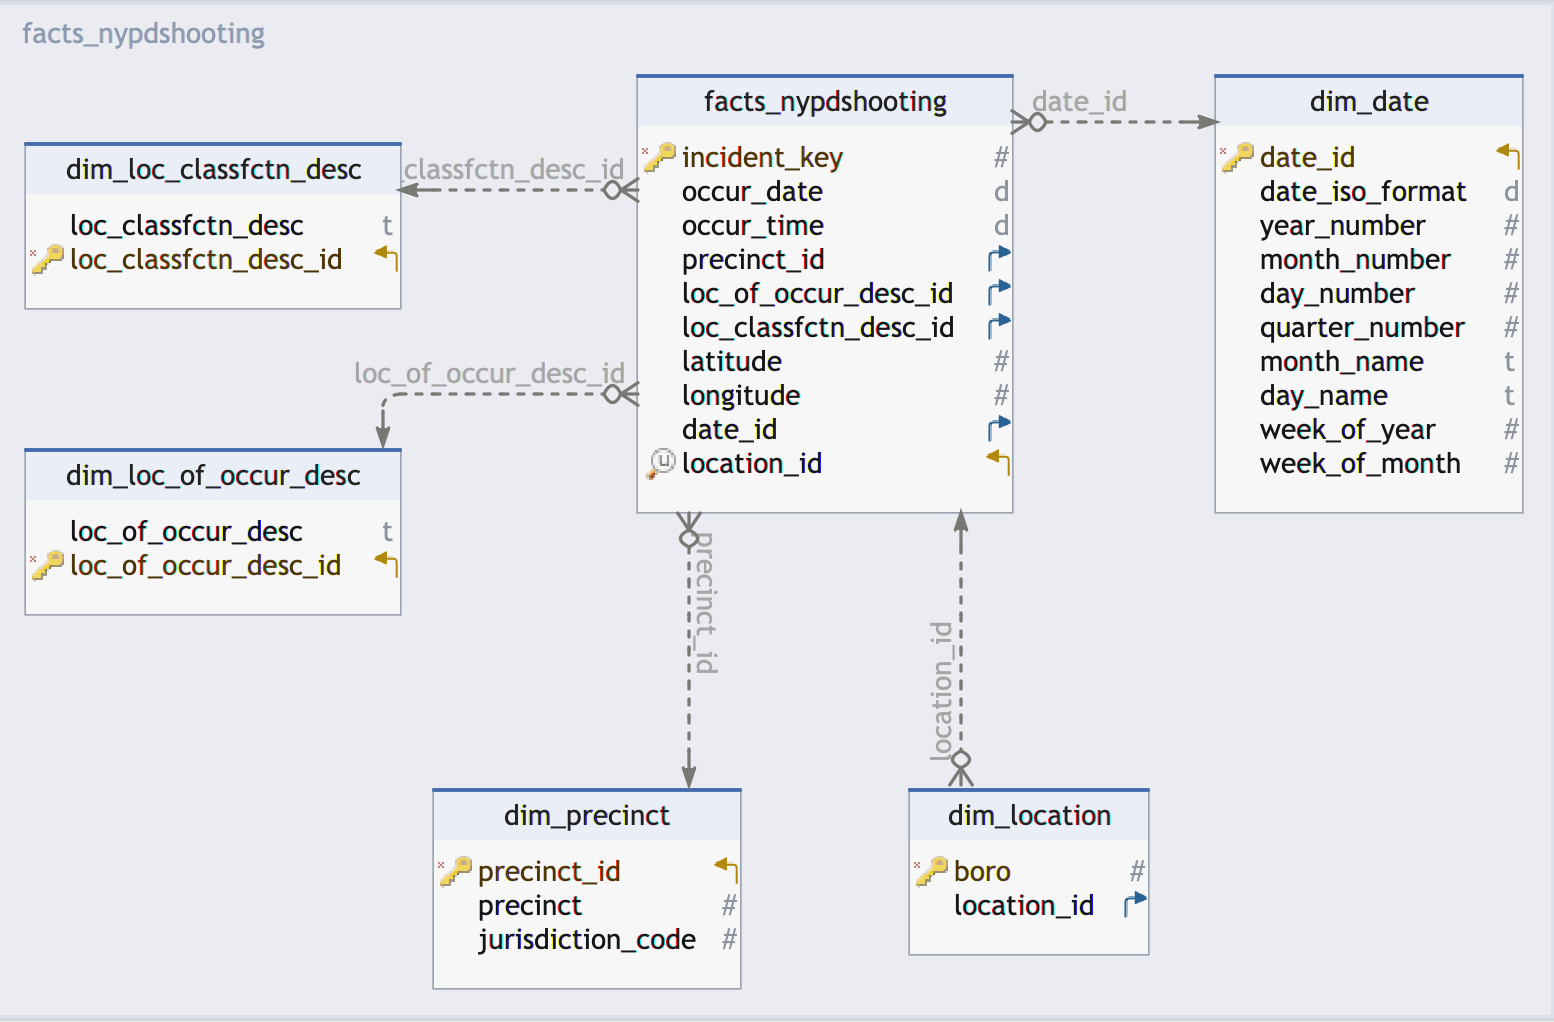 facts_nypdshooting
facts_nypdshooting
incident_key #
occur_date d
occur_time d
precinct_id
loc_of_occur_desc_id
loc_classfctn_desc_id
latitude #
longitude #
date_id
location_id
date_id
dim_date
date_id
date_iso_format d
year_number #
month_number #
day_number #
quarter_number #
month_name t
day_name t
week_of_year #
week_of_month #
dim_loc_classfctn_desc
loc_classfctn_desc t
loc_classfctn_desc_id
_classfctn_desc_id
loc_of_occur_desc_id
dim_loc_of_occur_desc
loc_of_occur_desc t
loc_of_occur_desc_id
precinct_id
location_id
dim_precinct
precinct_id
precinct #
jurisdiction_code #
dim_location
boro #
location_id